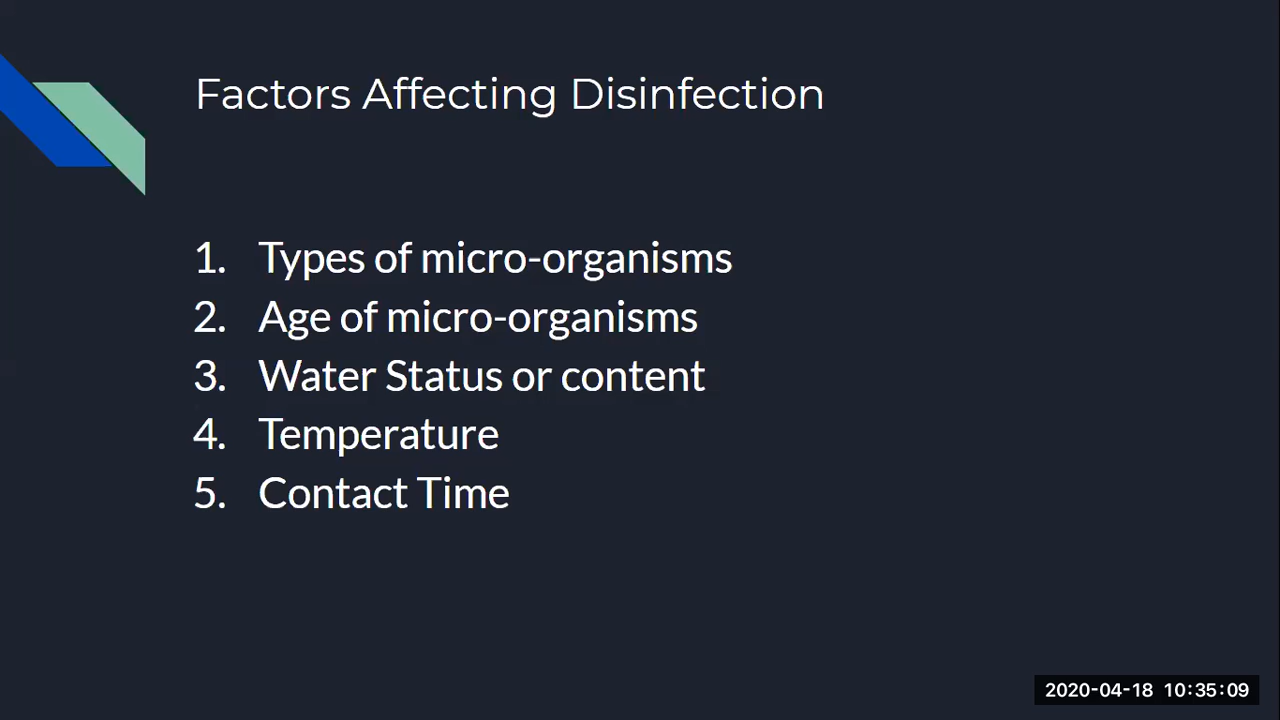 Factors Affecting Disinfection
1. Types of micro-organisms
2. Age of micro-organisms
3. Water Status or content
4. Temperature
5. Contact Time
2020-04-18 10:35:09